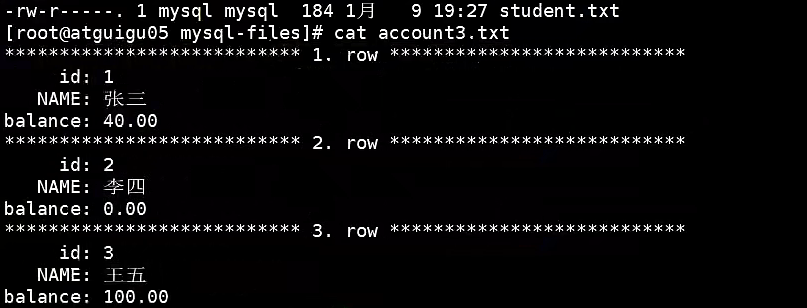 -rw-r-----. 1 mysql mysql  184 1月   9 19:27 student.txt
[root@atguigu05 mysql-files]# cat account3.txt
*************************** 1. row ***************************
     id: 1
   NAME: 张三
balance: 40.00
*************************** 2. row ***************************
     id: 2
   NAME: 李四
balance: 0.00
*************************** 3. row ***************************
     id: 3
   NAME: 王五
balance: 100.00